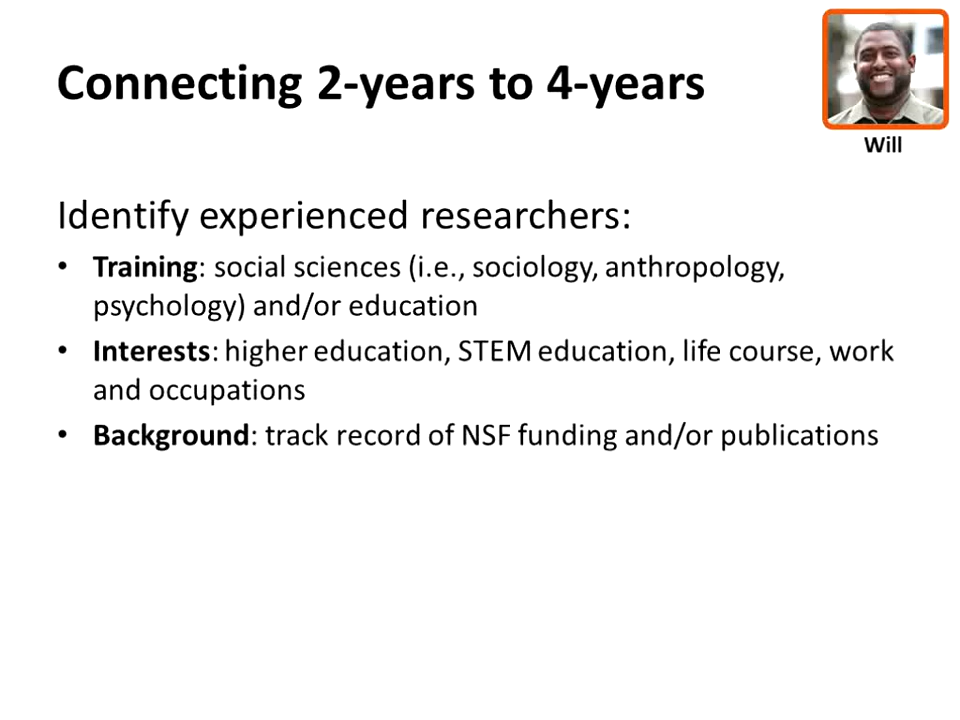 Connecting 2-years to 4-years
Will
Identify experienced researchers:
• Training: social sciences (i.e., sociology, anthropology,
psychology) and/or education
• Interests: higher education, STEM education, life course, work
and occupations
• Background: track record of NSF funding and/or publications